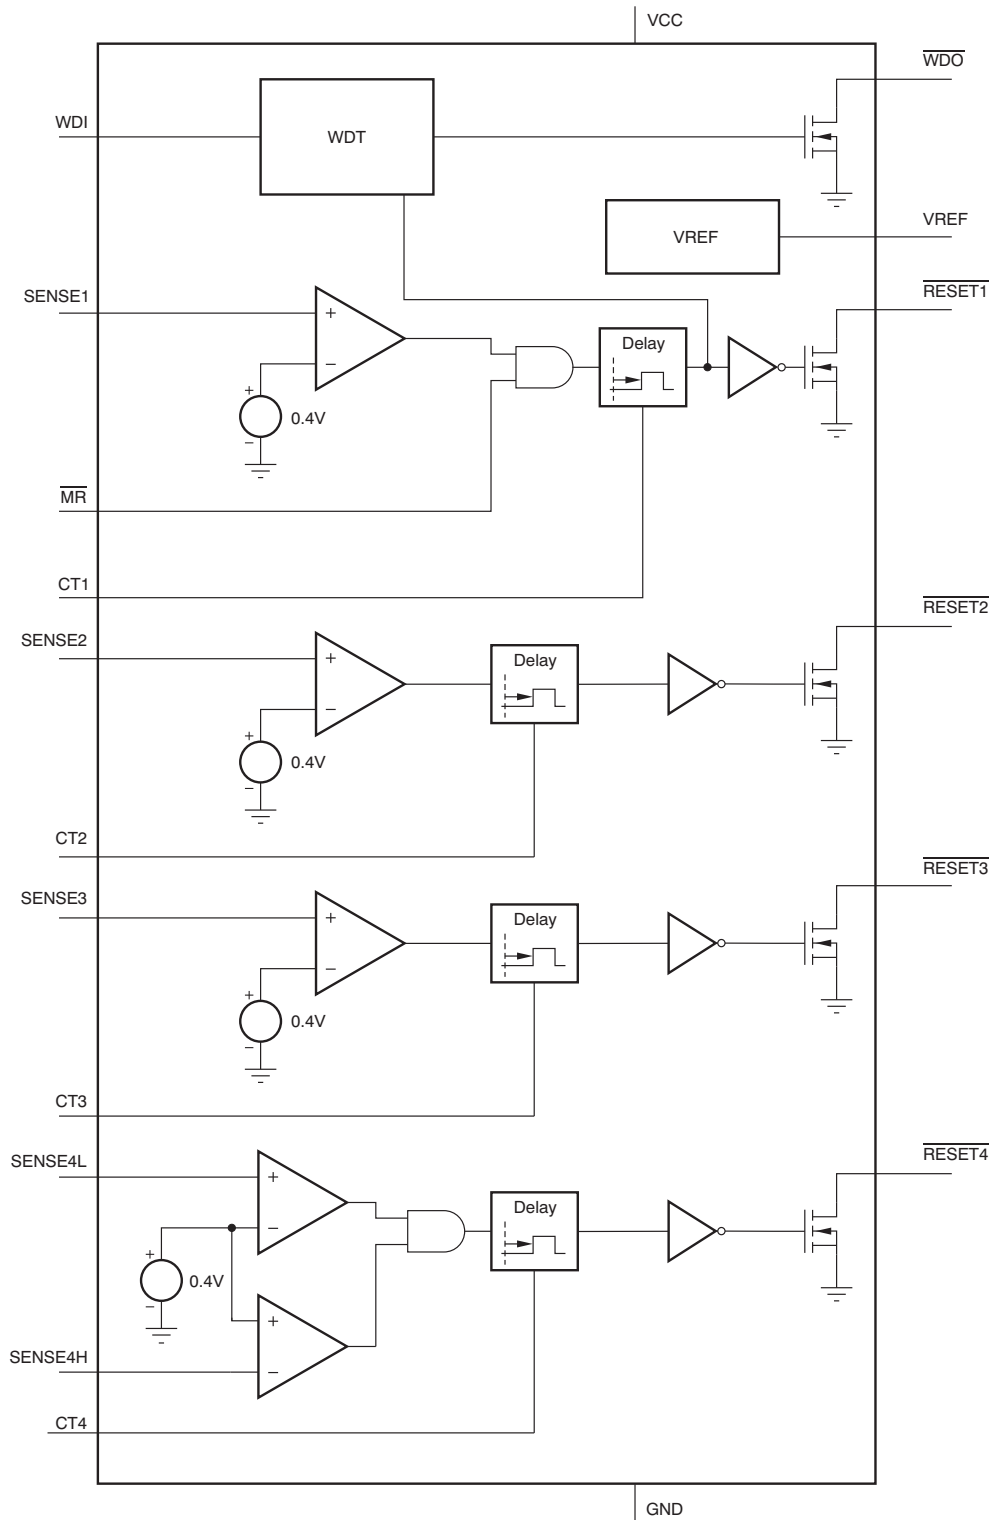 VCC
WDO
WDI
WDT
VREF
VREF
SENSE1
RESET1
+
−
Delay
+
0.4V
−
MR
CT1
RESET2
SENSE2
+
−
Delay
+
0.4V
−
CT2
RESET3
SENSE3
+
−
Delay
+
0.4V
−
CT3
RESET4
SENSE4L
+
−
Delay
+
0.4V
−
+
SENSE4H
−
CT4
GND